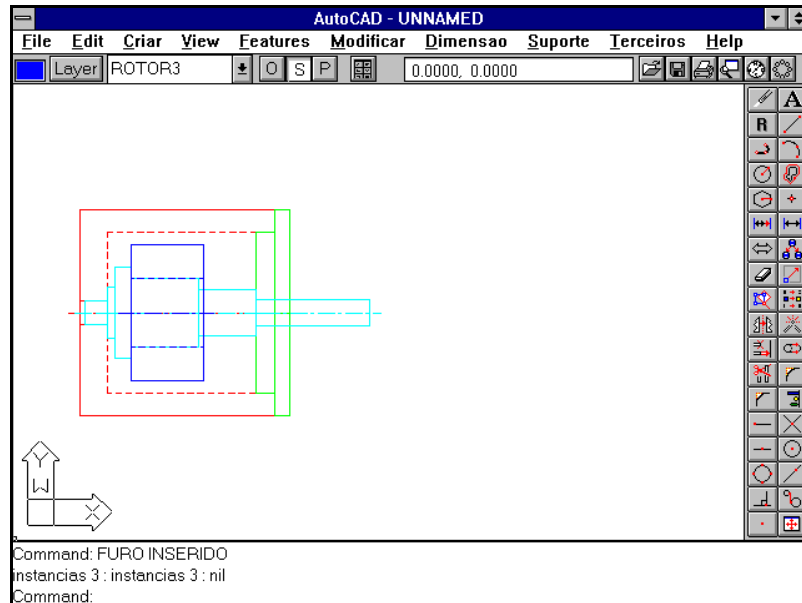 AutoCAD - UNNAMED
File Edit Criar View Features Modificar Dimensao Suporte Terceiros Help
Layer ROTOR3 O S P 0.0000, 0.0000
A
R
Y
W
X
Command: FURO INSERIDO
instancias 3 : instancias 3 : nil
Command: